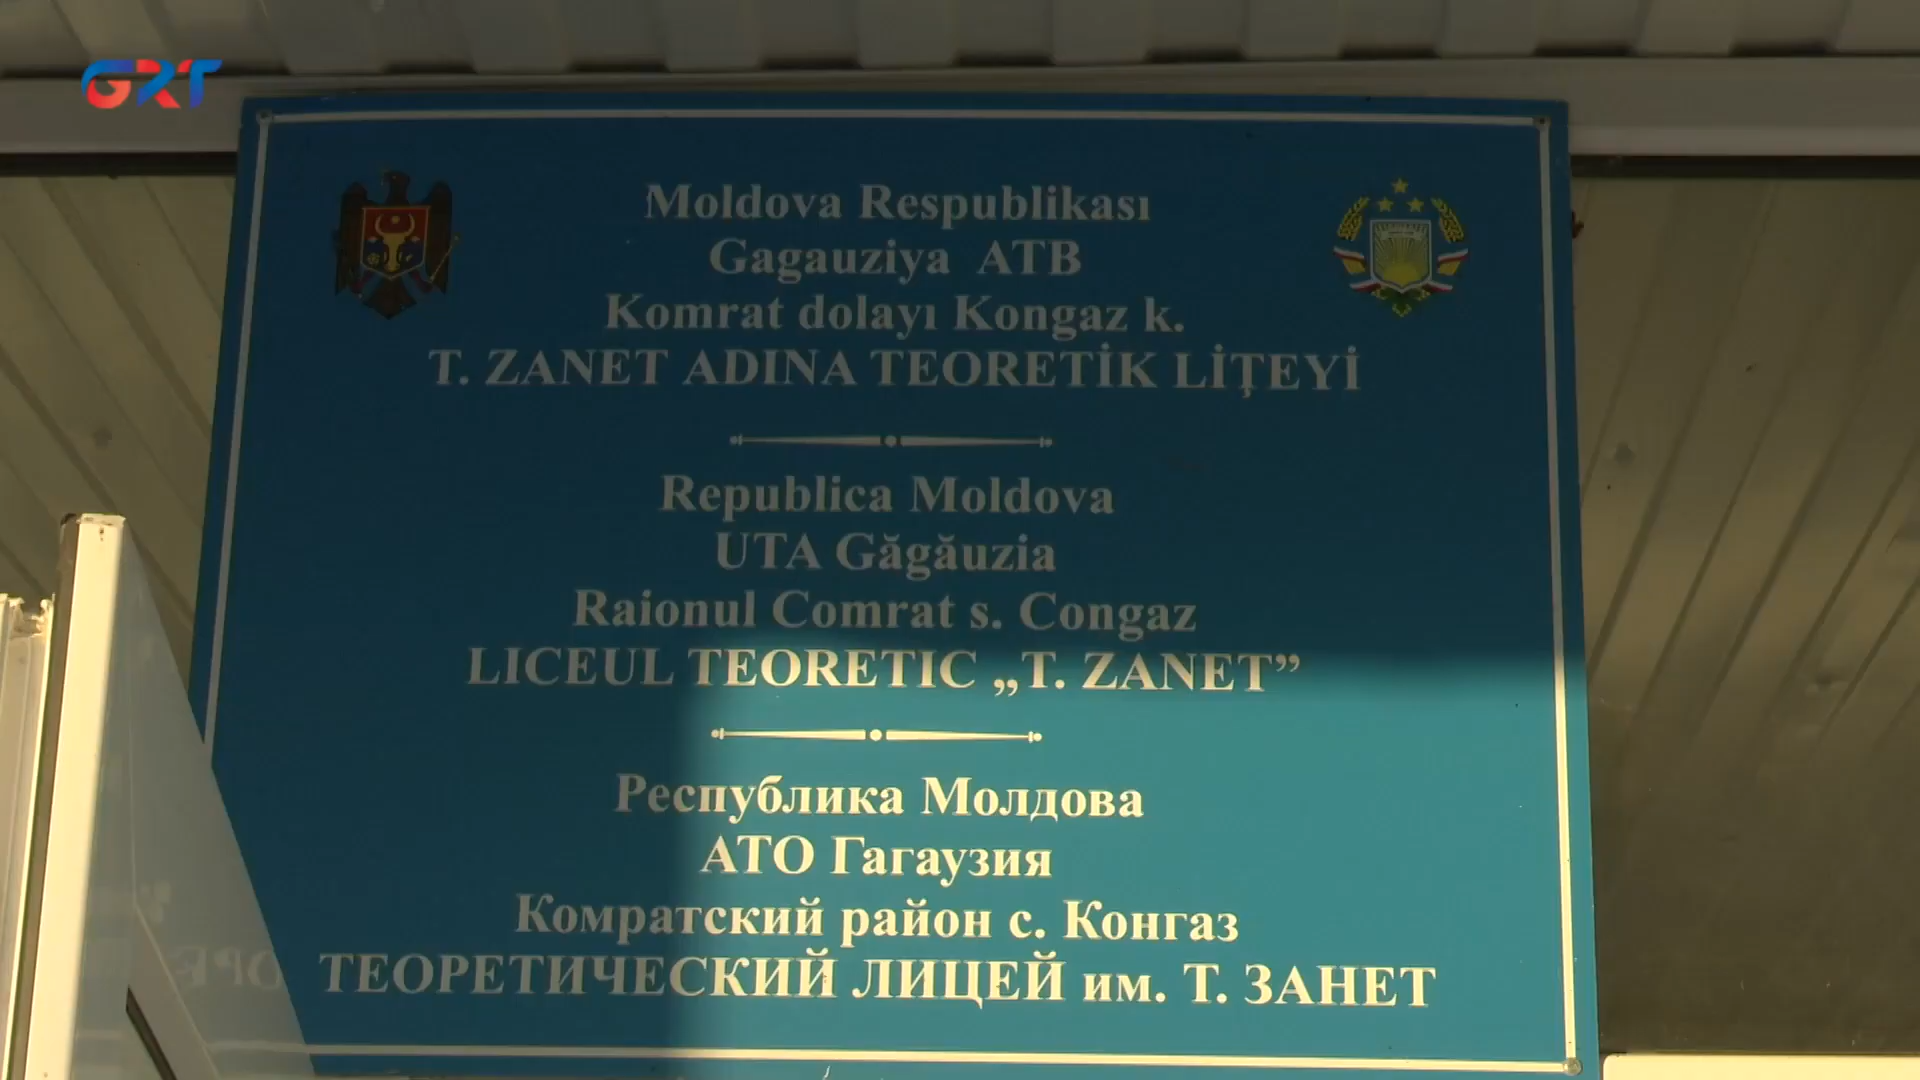 GRT
Moldova Respublikası
Gagauziya ATB
Komrat dolayı Kongaz k.
T. ZANET ADINA TEORETİK LİŢEYİ
Republica Moldova
UTA Găgăuzia
Raionul Comrat s. Congaz
LICEUL TEORETIC „T. ZANET”
Республика Молдова
АТО Гагаузия
Комратский район с. Конгаз
ТЕОРЕТИЧЕСКИЙ ЛИЦЕЙ им. Т. ЗАНЕТ